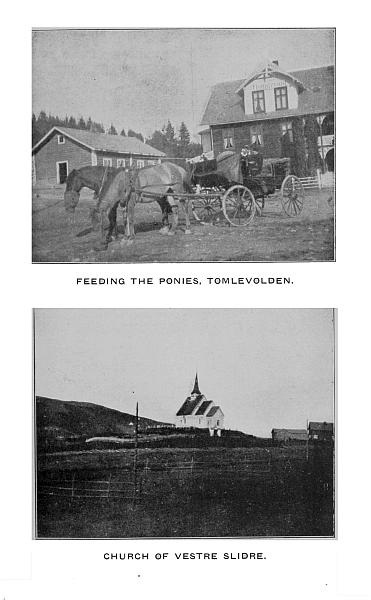 FEEDING THE PONIES, TOMLEVOLDEN.
CHURCH OF VESTRE SLIDRE.